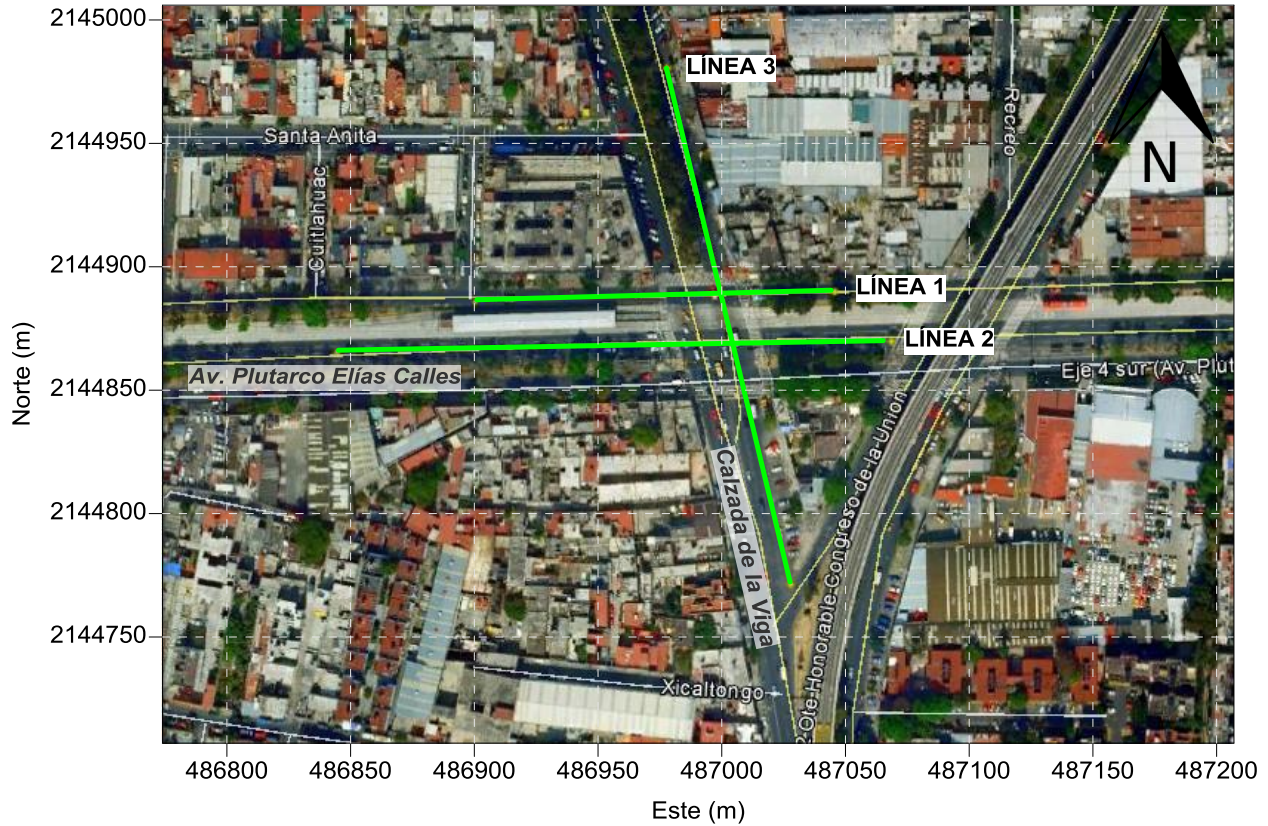 2145000
2144950
2144900
2144850
2144800
2144750
Norte (m)
486800
486850
486900
486950
487000
487050
487100
487150
487200
Este (m)
LÍNEA 3
Santa Anita
Recreo
Cuitlahuac
N
LÍNEA 1
LÍNEA 2
Av. Plutarco Elías Calles
Eje 4 sur (Av. Plut
Calzada de la Viga
2 Ote Honorable Congreso de la Union
Xicaltongo